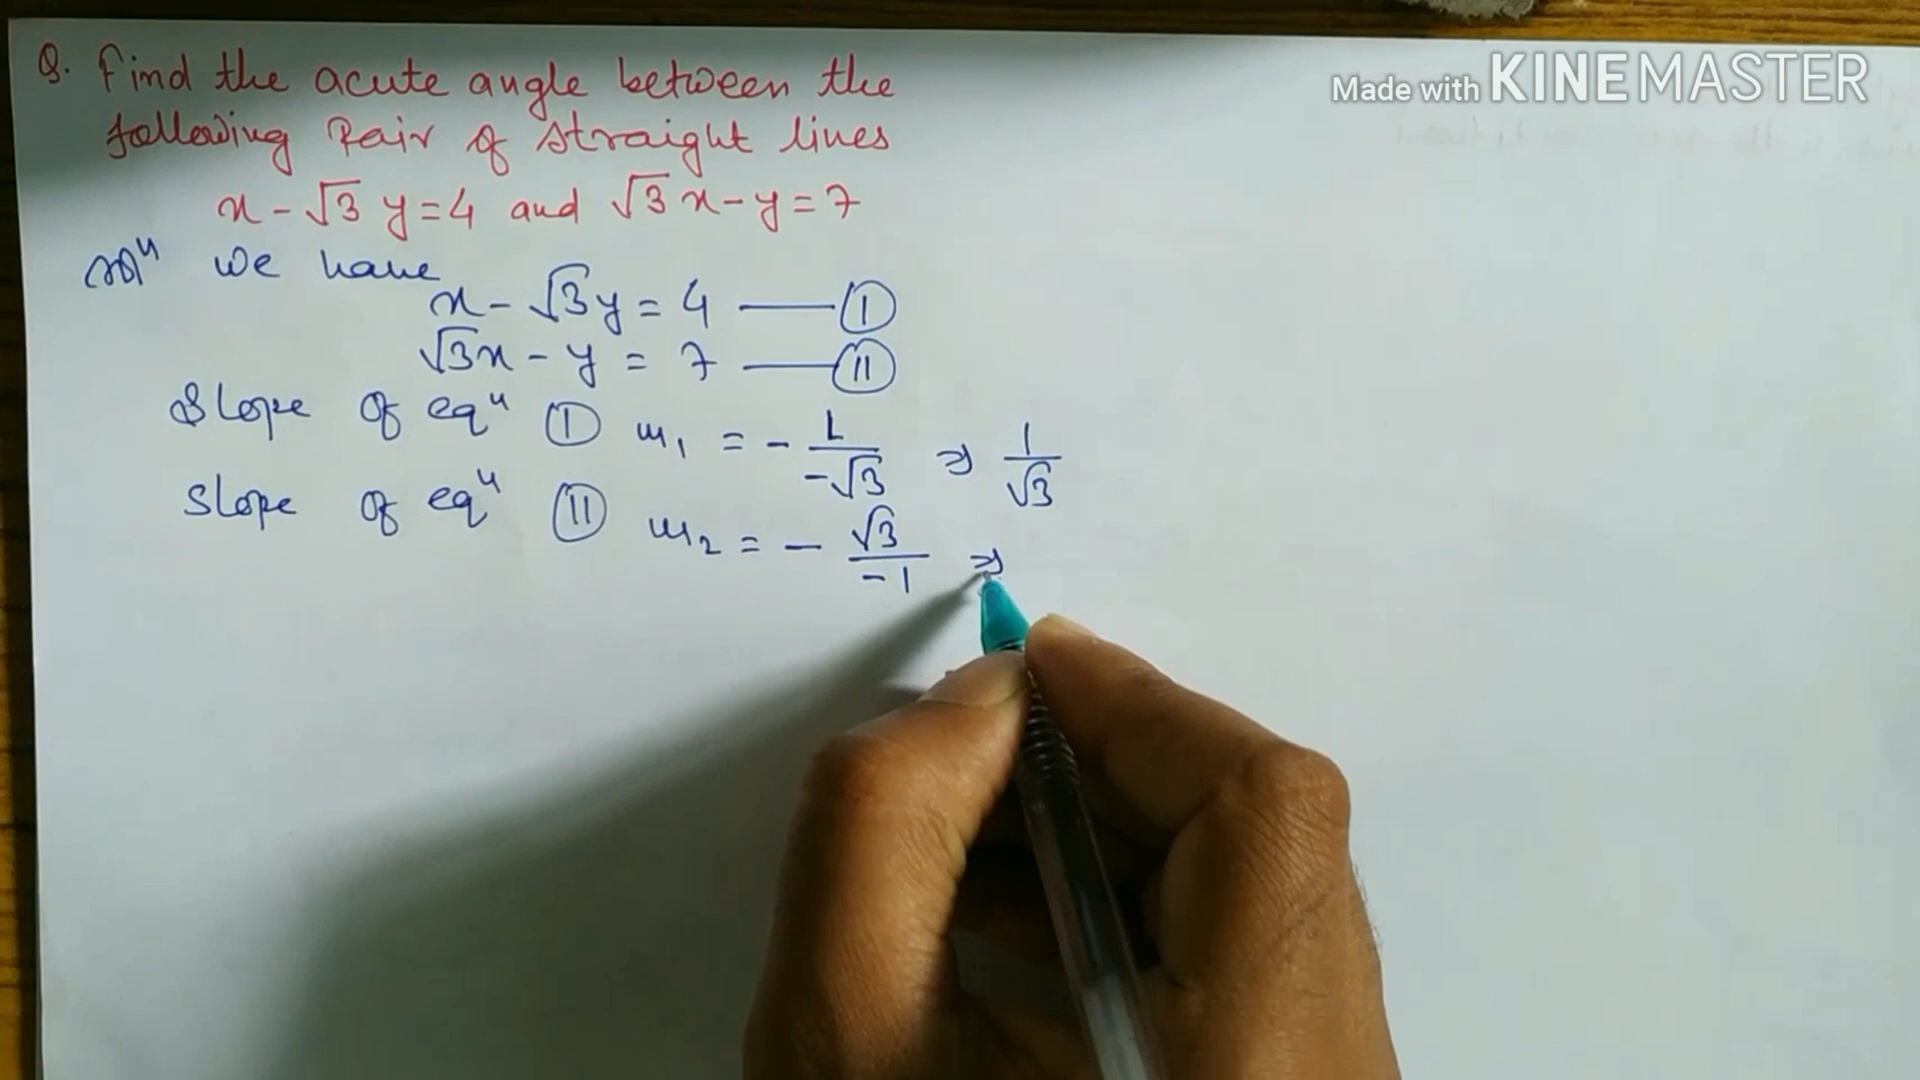 Q. Find the acute angle between the
following Pair of straight lines
x - √3 y = 4 and √3 x - y = 7
Made with KINEMASTER
Solⁿ We have
x - √3y = 4 —— (I)
√3x - y = 7 —— (II)
Slope of eqⁿ (I) m₁ = - 1/-√3 ⇒ 1/√3
Slope of eqⁿ (II) m₂ = - √3/-1 ⇒